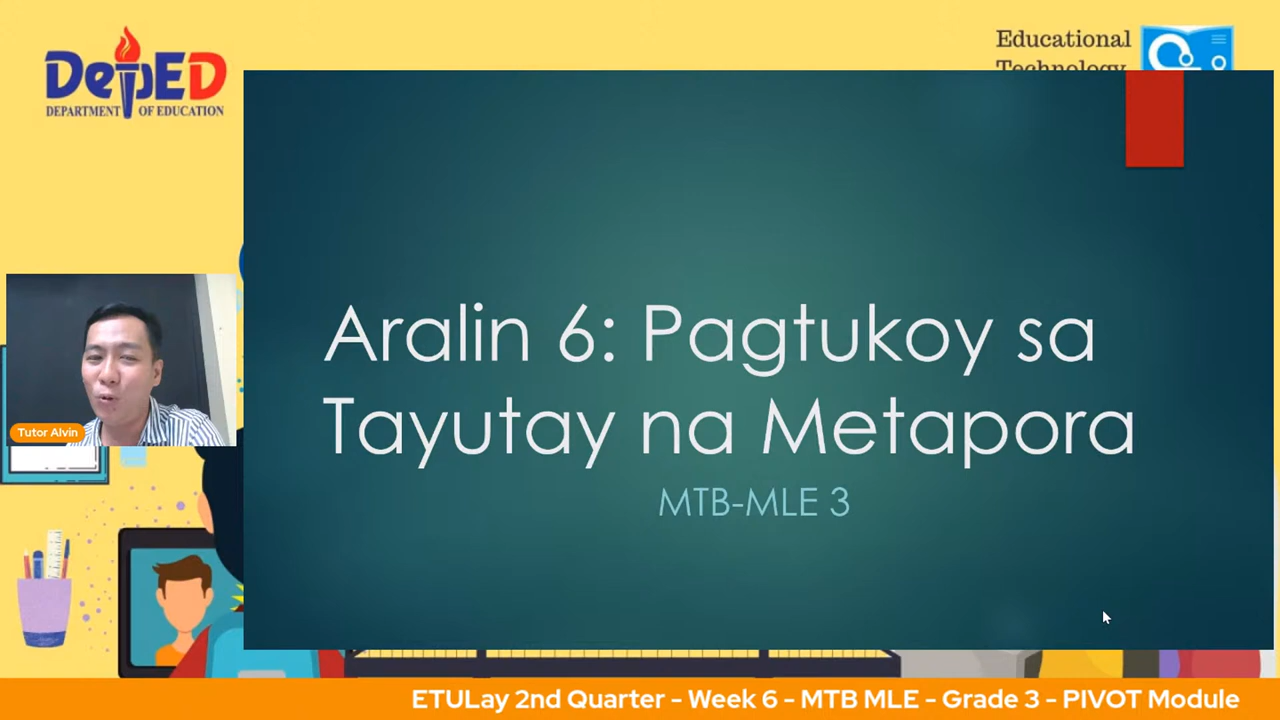 DepED
DEPARTMENT OF EDUCATION
Educational
Technology
Aralin 6: Pagtukoy sa
Tayutay na Metapora
MTB-MLE 3
Tutor Alvin
ETULay 2nd Quarter - Week 6 - MTB MLE - Grade 3 - PIVOT Module